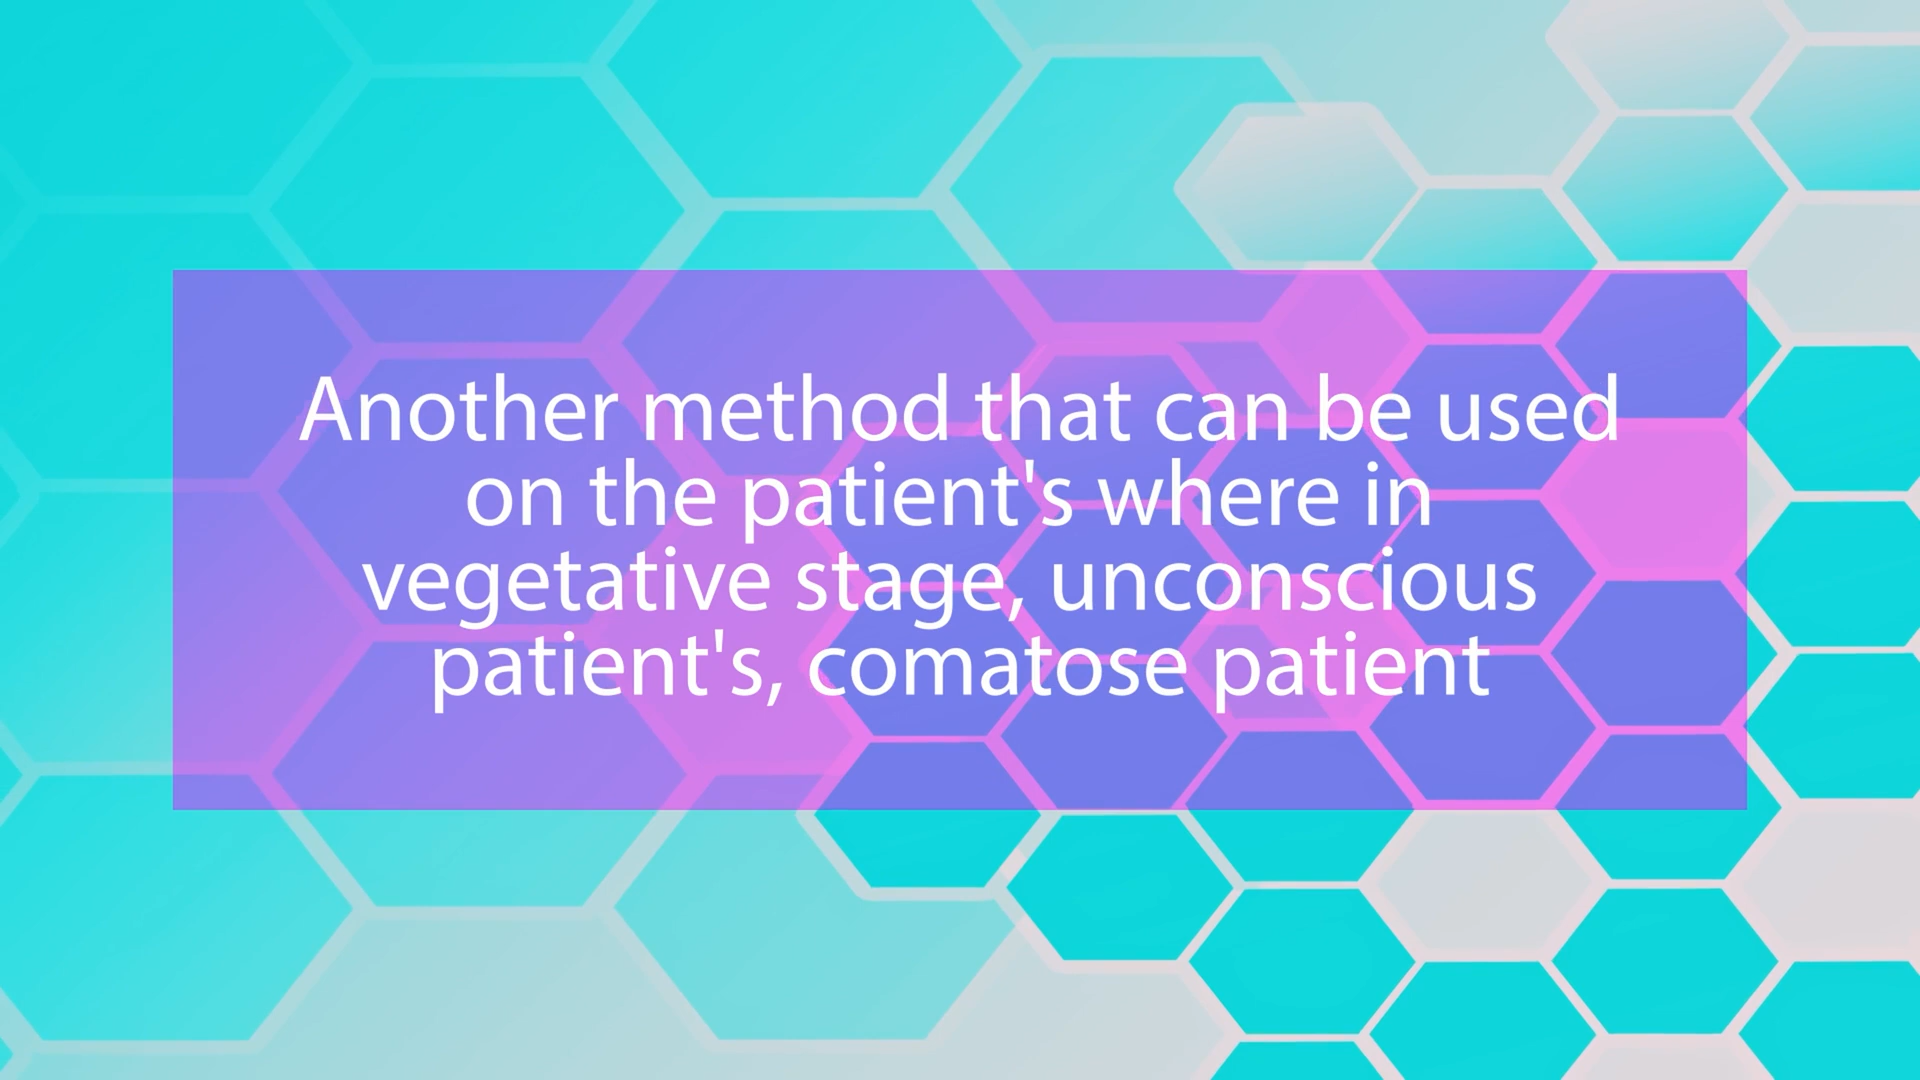 Another method that can be used
on the patient's where in
vegetative stage, unconscious
patient's, comatose patient